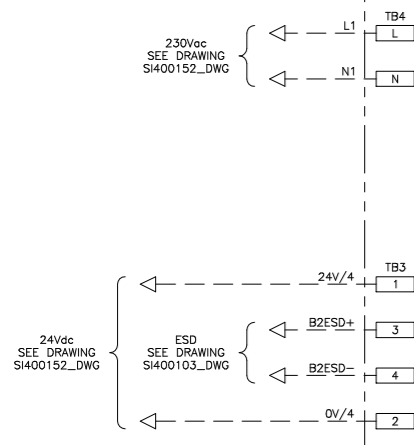 TB4
L1
L
230Vac
SEE DRAWING
SI400152_DWG
N1
N
TB3
24V/4
1
B2ESD+
3
24Vdc
SEE DRAWING
SI400152_DWG
ESD
SEE DRAWING
SI400103_DWG
B2ESD-
4
0V/4
2